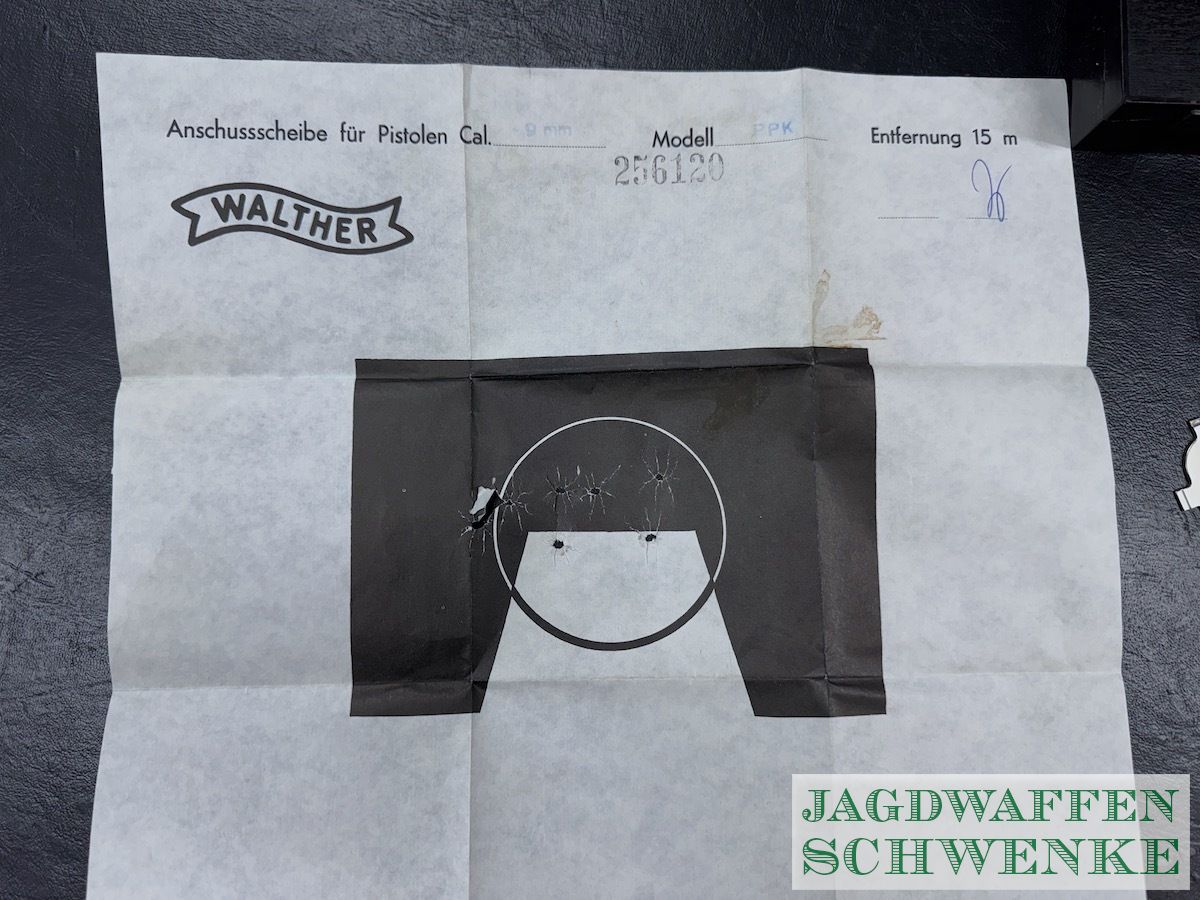 Anschussscheibe für Pistolen Cal. 9 mm Modell PPK Entfernung 15 m
256120
WALTHER
JAGDWAFFEN
SCHWENKE